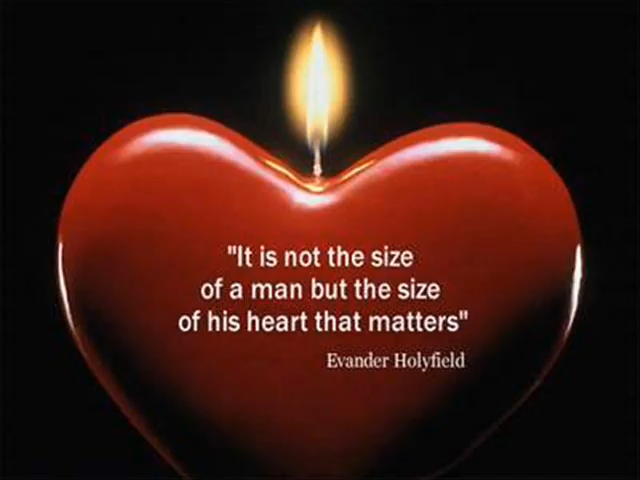 "It is not the size
of a man but the size
of his heart that matters"
Evander Holyfield